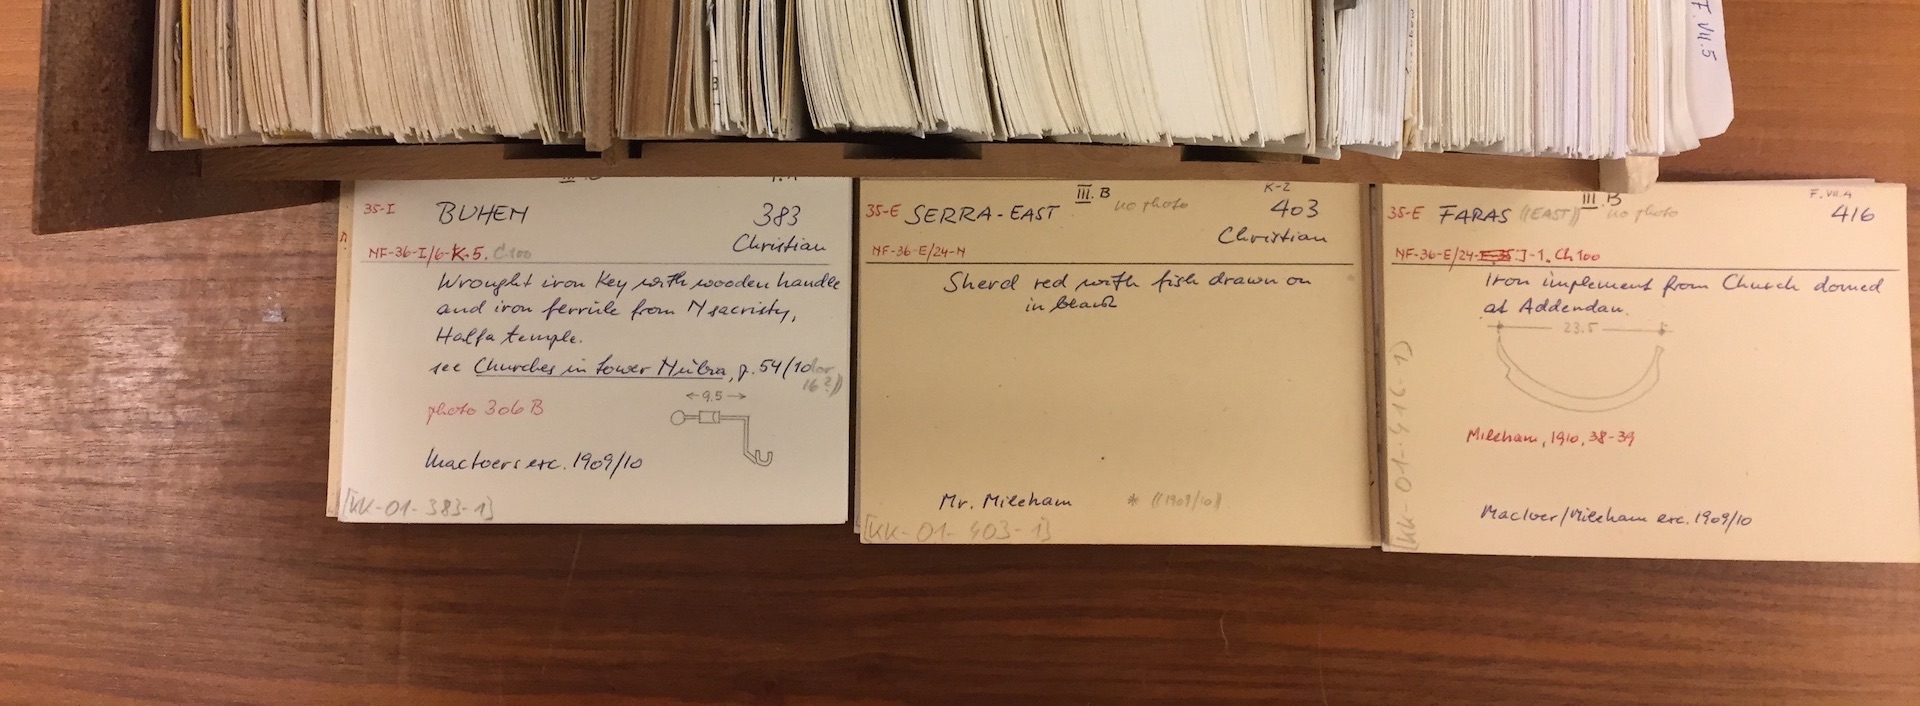 F.VII.5
35-I BUHEN 383
Christian
NF-36-I/6-K-5. C100
Wrought iron Key with wooden handle
and iron ferrule from N sacristy,
Halfa temple.
see Churches in Lower Nubia, p. 54/10 (or
16?)
photo 306 B
← 9.5 →
MacIvers exc. 1909/10
[KK-01-383-1]
III. B K-2
35-E SERRA-EAST no photo 403
Christian
NF-36-E/24-N
Sherd red with fish drawn on
in black
Mr. Mileham * ((1909/10))
[KK-01-403-1]
III. B F.VII.4
35-E FARAS ((EAST)) no photo 416
NF-36-E/24-J-1. Ch 100
Iron implement from Church domed
at Addendan.
23.5
Mileham, 1910, 38-39
MacIver/Mileham exc. 1909/10
[KK-01-416-1]